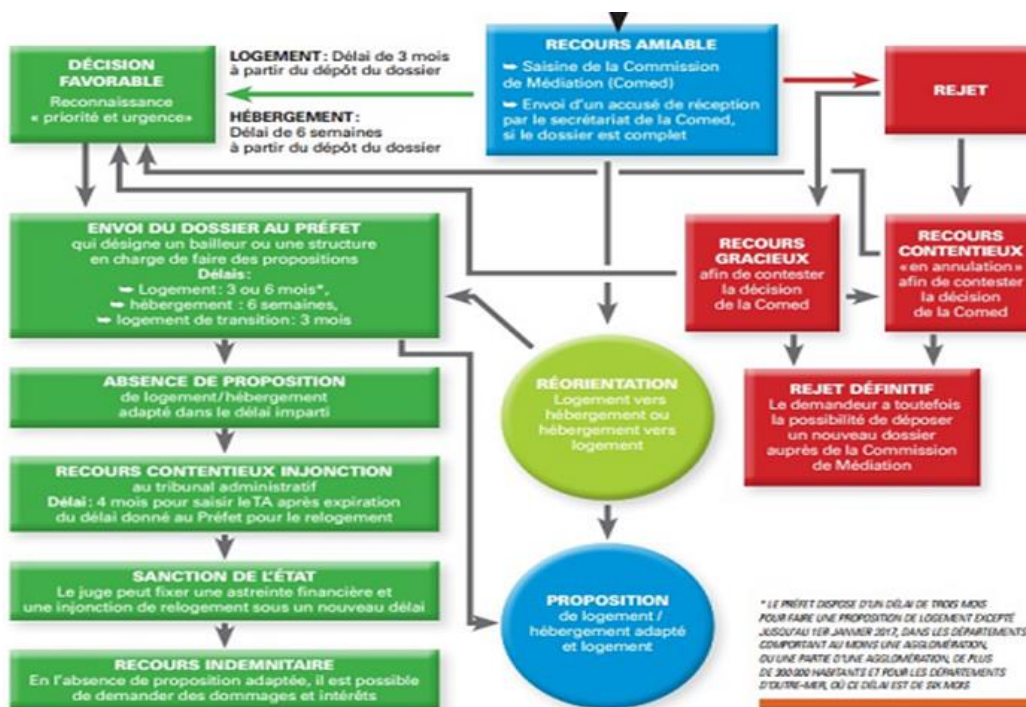 DÉCISION
FAVORABLE
Reconnaissance
« priorité et urgence»
LOGEMENT: Délai de 3 mois
à partir du dépôt du dossier
HÉBERGEMENT:
Délai de 6 semaines
à partir du dépôt du dossier
RECOURS AMIABLE
➥ Saisine de la Commission
de Médiation (Comed)
➥ Envoi d'un accusé de réception
par le secrétariat de la Comed,
si le dossier est complet
REJET
ENVOI DU DOSSIER AU PRÉFET
qui désigne un bailleur ou une structure
en charge de faire des propositions
Délais:
➥ Logement: 3 ou 6 mois*,
➥ hébergement : 6 semaines,
➥ logement de transition: 3 mois
RECOURS
GRACIEUX
afin de contester
la décision
de la Comed
RECOURS
CONTENTIEUX
«en annulation»
afin de contester
la décision
de la Comed
ABSENCE DE PROPOSITION
de logement/hébergement
adapté dans le délai imparti
RÉORIENTATION
Logement vers
hébergement ou
hébergement vers
logement
REJET DÉFINITIF
Le demandeur a toutefois
la possibilité de déposer
un nouveau dossier
auprès de la Commission
de Médiation
RECOURS CONTENTIEUX INJONCTION
au tribunal administratif
Délai: 4 mois pour saisir le TA après expiration
du délai donné au Préfet pour le relogement
SANCTION DE L'ÉTAT
Le juge peut fixer une astreinte financière et
une injonction de relogement sous un nouveau délai
PROPOSITION
de logement /
hébergement adapté
et logement
RECOURS INDEMNITAIRE
En l'absence de proposition adaptée, il est possible
de demander des dommages et intérêts
* LE PRÉFET DISPOSE D'UN DÉLAI DE TROIS MOIS
POUR FAIRE UNE PROPOSITION DE LOGEMENT EXCEPTÉ
JUSQU'AU 1ER JANVIER 2017, DANS LES DÉPARTEMENTS
COMPORTANT AU MOINS UNE AGGLOMÉRATION,
OU UNE PARTIE D'UNE AGGLOMÉRATION, DE PLUS
DE 300 000 HABITANTS ET POUR LES DÉPARTEMENTS
D'OUTRE-MER, OÙ CE DÉLAI EST DE SIX MOIS